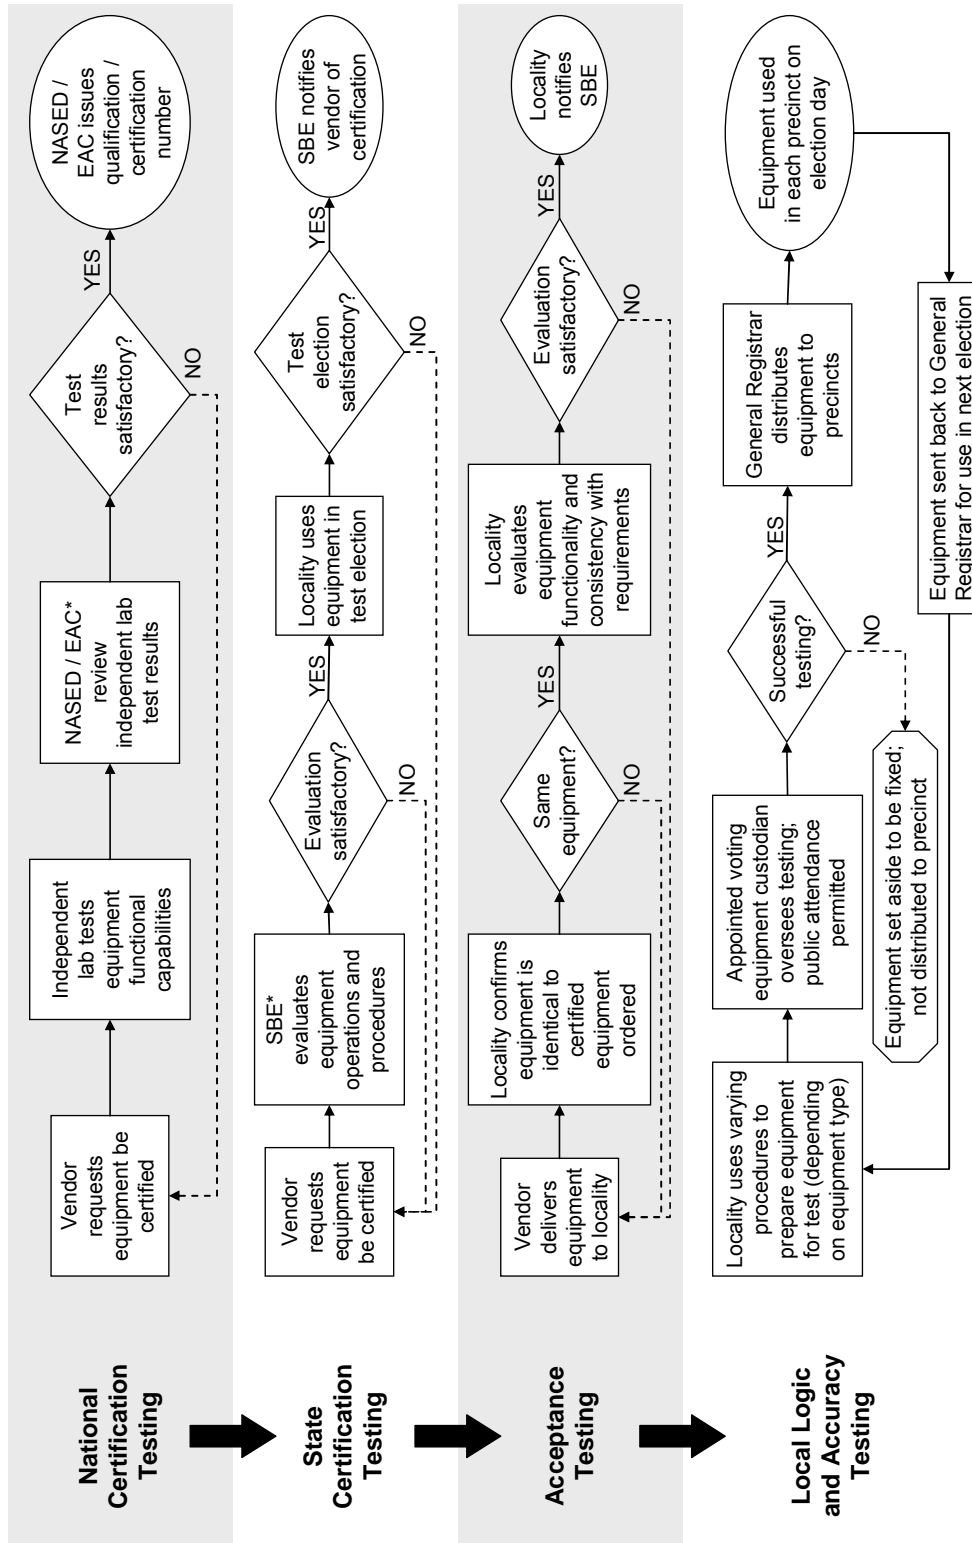 National
Certification
Testing
Vendor
requests
equipment be
certified
Independent
lab tests
equipment
functional
capabilities
NASED / EAC*
review
independent lab
test results
Test
results
satisfactory?
YES
NO
NASED /
EAC issues
qualification /
certification
number
State
Certification
Testing
Vendor
requests
equipment
be certified
SBE*
evaluates
equipment
operations and
procedures
Evaluation
satisfactory?
YES
NO
Locality uses
equipment in
test election
Test
election
satisfactory?
YES
NO
SBE notifies
vendor of
certification
Acceptance
Testing
Vendor
delivers
equipment
to locality
Locality confirms
equipment is
identical to
certified
equipment
ordered
Same
equipment?
YES
NO
Locality
evaluates
equipment
functionality and
consistency with
requirements
Evaluation
satisfactory?
YES
NO
Locality
notifies
SBE
Local Logic
and Accuracy
Testing
Locality uses varying
procedures to
prepare equipment
for test (depending
on equipment type)
Appointed voting
equipment custodian
oversees testing;
public attendance
permitted
Successful
testing?
YES
NO
Equipment set aside to be fixed;
not distributed to precinct
General Registrar
distributes
equipment to
precincts
Equipment used
in each precinct on
election day
Equipment sent back to General
Registrar for use in next election